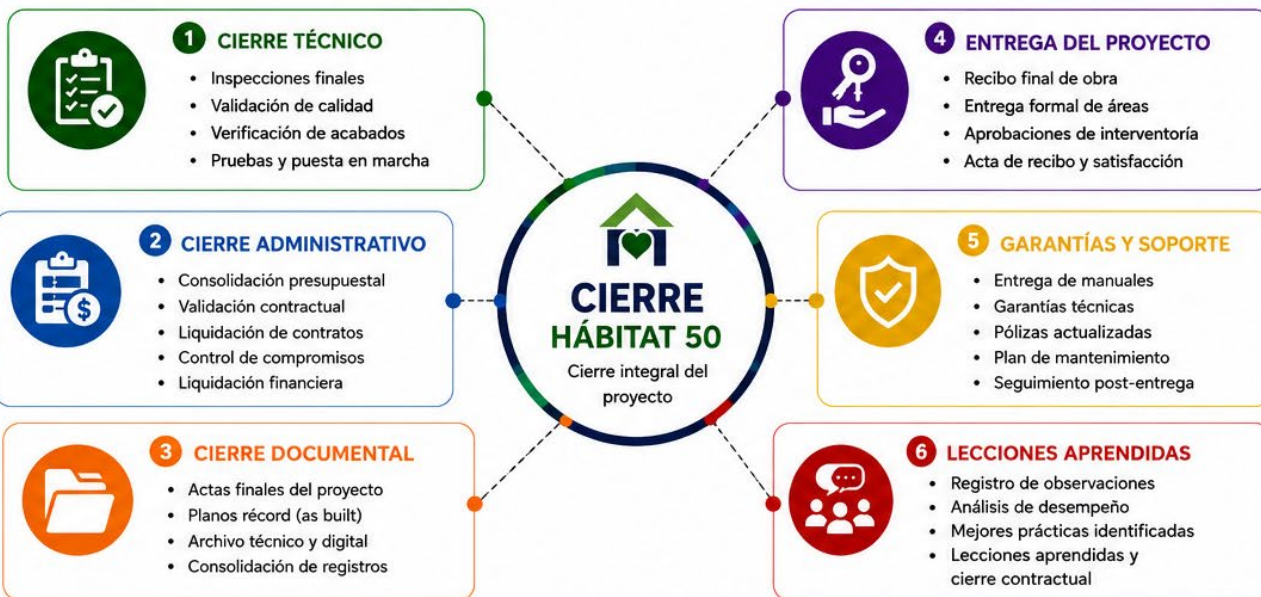 1 CIERRE TÉCNICO
• Inspecciones finales
• Validación de calidad
• Verificación de acabados
• Pruebas y puesta en marcha
2 CIERRE ADMINISTRATIVO
• Consolidación presupuestal
• Validación contractual
• Liquidación de contratos
• Control de compromisos
• Liquidación financiera
3 CIERRE DOCUMENTAL
• Actas finales del proyecto
• Planos récord (as built)
• Archivo técnico y digital
• Consolidación de registros
CIERRE
HÁBITAT 50
Cierre integral del
proyecto
4 ENTREGA DEL PROYECTO
• Recibo final de obra
• Entrega formal de áreas
• Aprobaciones de interventoría
• Acta de recibo y satisfacción
5 GARANTÍAS Y SOPORTE
• Entrega de manuales
• Garantías técnicas
• Pólizas actualizadas
• Plan de mantenimiento
• Seguimiento post-entrega
6 LECCIONES APRENDIDAS
• Registro de observaciones
• Análisis de desempeño
• Mejores prácticas identificadas
• Lecciones aprendidas y
cierre contractual